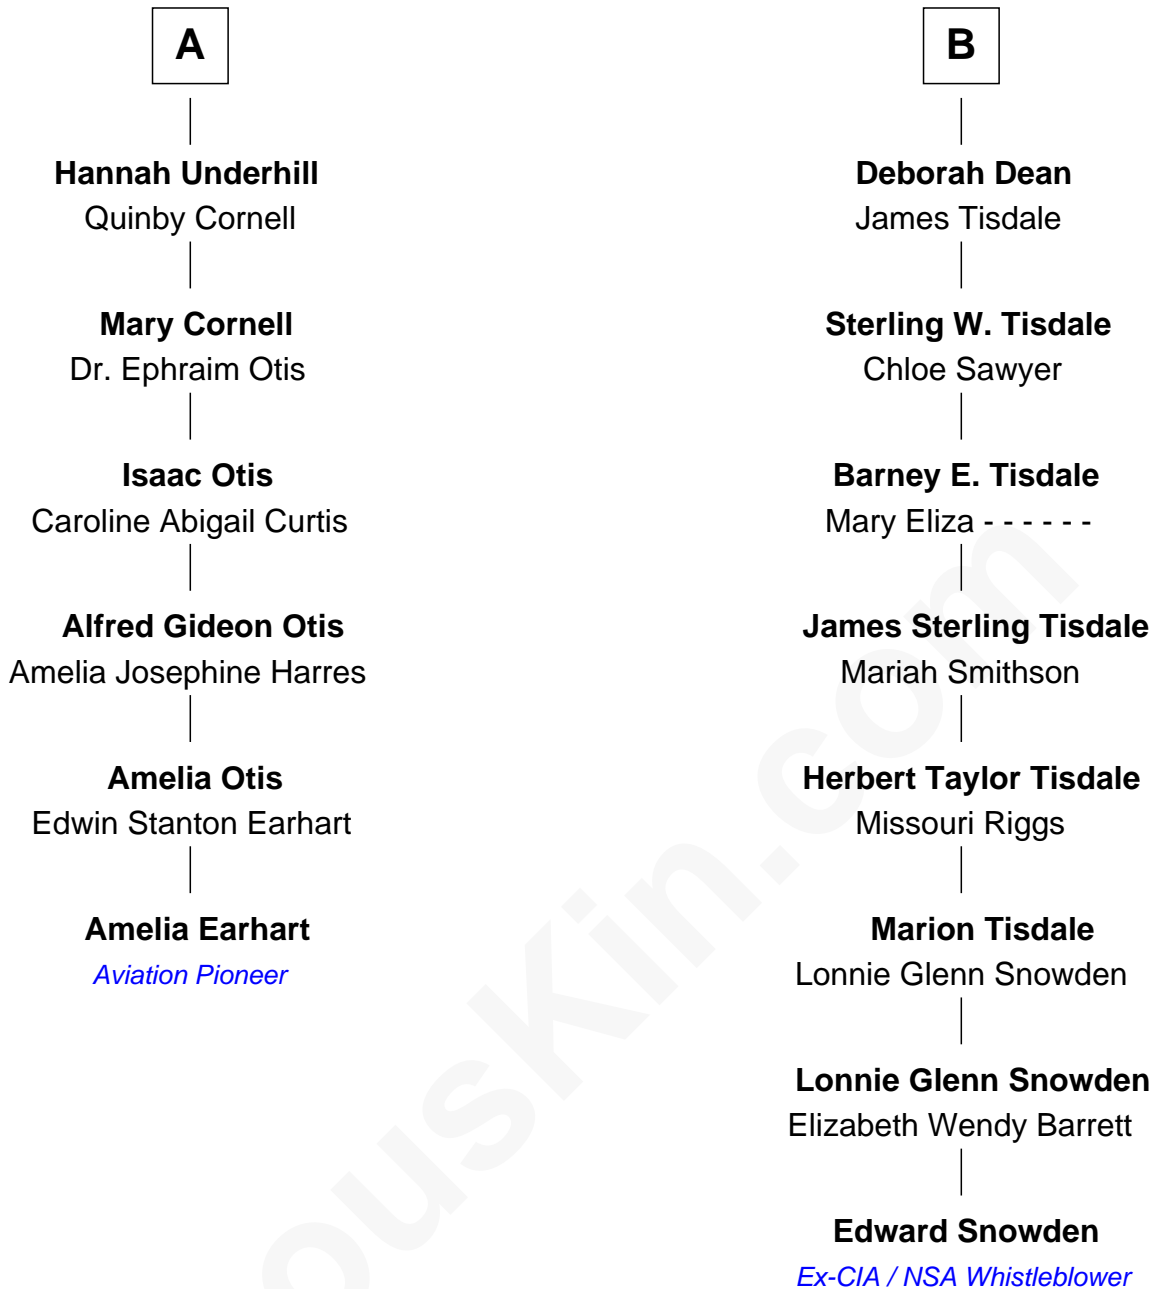 A
Hannah Underhill
Quinby Cornell
Mary Cornell
Dr. Ephraim Otis
Isaac Otis
Caroline Abigail Curtis
Alfred Gideon Otis
Amelia Josephine Harres
Amelia Otis
Edwin Stanton Earhart
Amelia Earhart
Aviation Pioneer
B
Deborah Dean
James Tisdale
Sterling W. Tisdale
Chloe Sawyer
Barney E. Tisdale
Mary Eliza - - - - - -
James Sterling Tisdale
Mariah Smithson
Herbert Taylor Tisdale
Missouri Riggs
Marion Tisdale
Lonnie Glenn Snowden
Lonnie Glenn Snowden
Elizabeth Wendy Barrett
Edward Snowden
Ex-CIA / NSA Whistleblower
ousKin.com